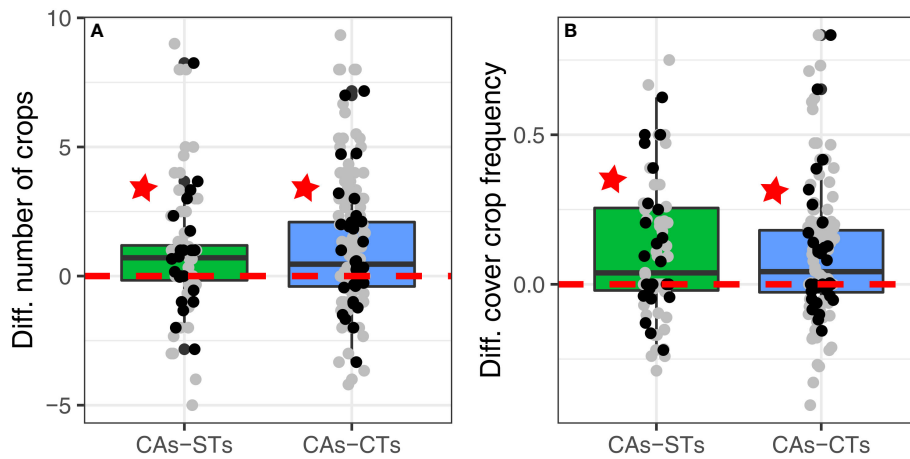 A
Diff. number of crops
10
5
0
−5
CAs−STs CAs−CTs
B
Diff. cover crop frequency
0.5
0.0
CAs−STs CAs−CTs